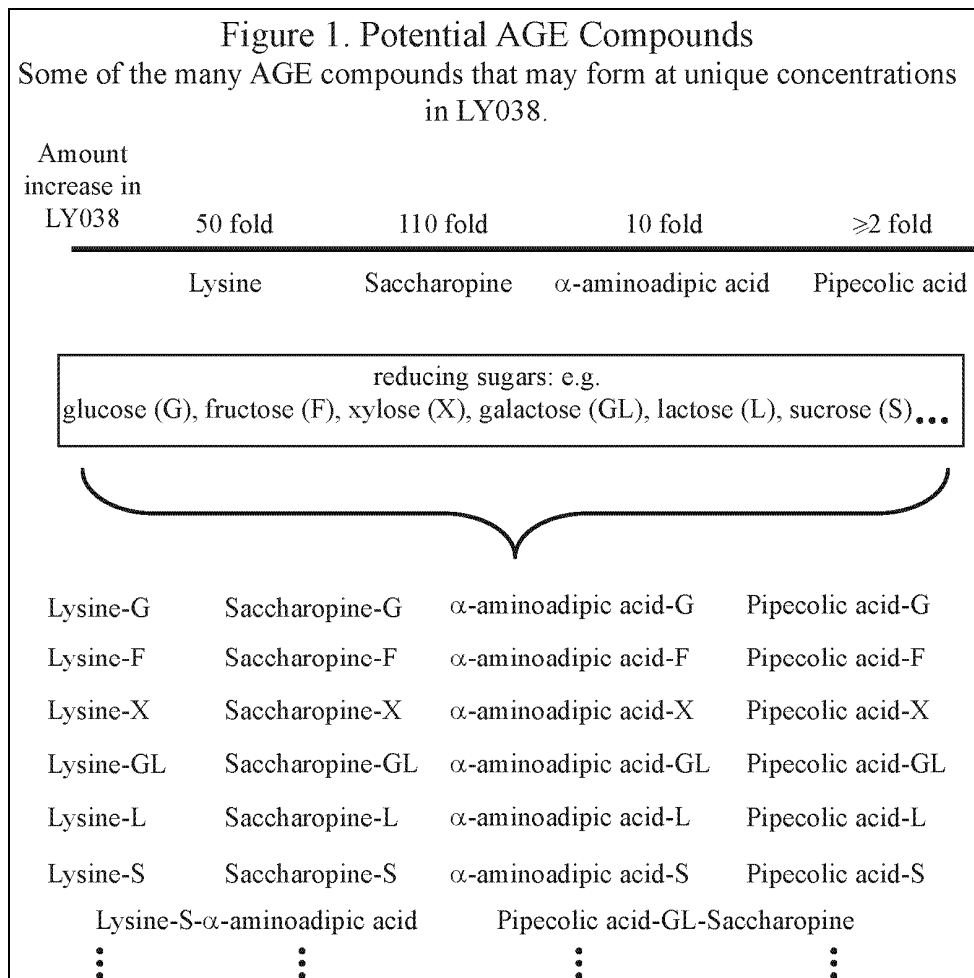 Figure 1. Potential AGE Compounds
Some of the many AGE compounds that may form at unique concentrations
in LY038.
Amount
increase in
LY038 50 fold 110 fold 10 fold ⩾2 fold
Lysine Saccharopine α-aminoadipic acid Pipecolic acid
reducing sugars: e.g.
glucose (G), fructose (F), xylose (X), galactose (GL), lactose (L), sucrose (S)...
Lysine-G Saccharopine-G α-aminoadipic acid-G Pipecolic acid-G
Lysine-F Saccharopine-F α-aminoadipic acid-F Pipecolic acid-F
Lysine-X Saccharopine-X α-aminoadipic acid-X Pipecolic acid-X
Lysine-GL Saccharopine-GL α-aminoadipic acid-GL Pipecolic acid-GL
Lysine-L Saccharopine-L α-aminoadipic acid-L Pipecolic acid-L
Lysine-S Saccharopine-S α-aminoadipic acid-S Pipecolic acid-S
Lysine-S-α-aminoadipic acid Pipecolic acid-GL-Saccharopine